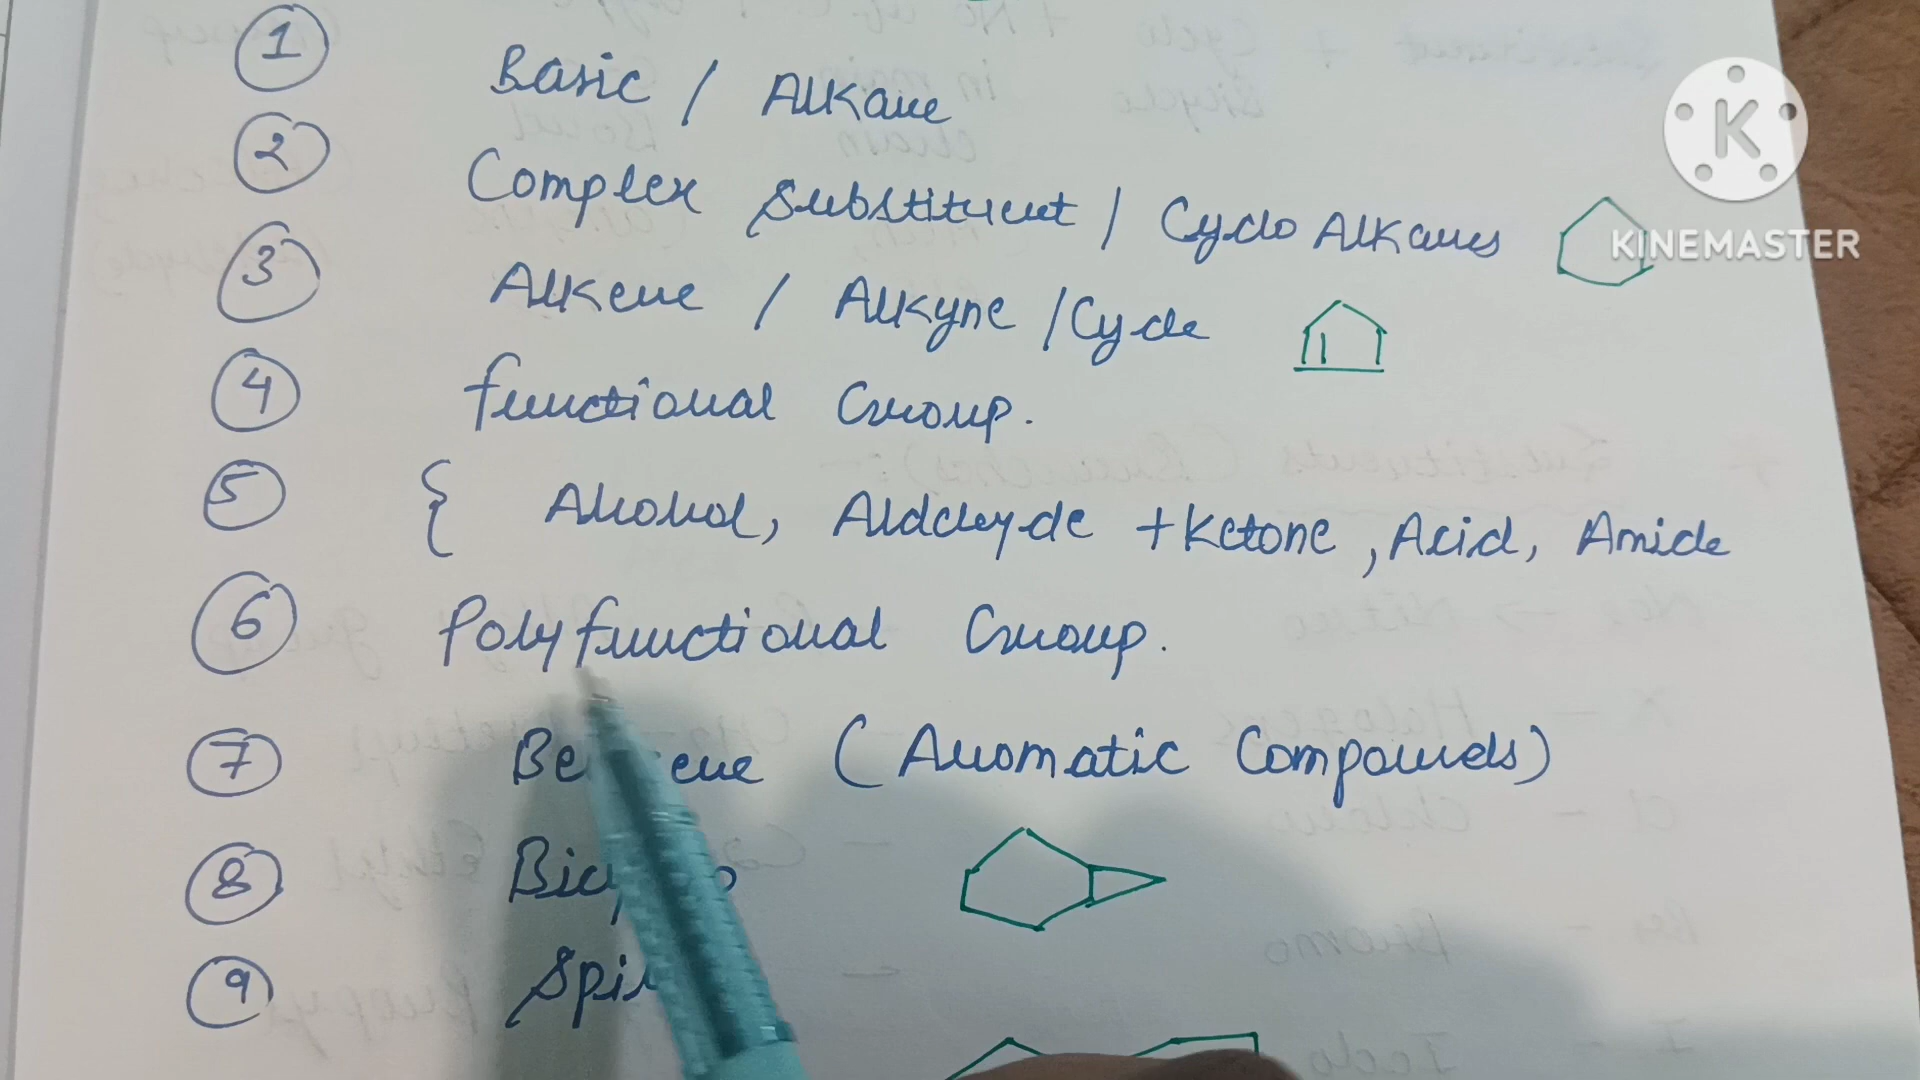 1 Basic / Alkane
2 Complex Substituent / Cyclo Alkanes
KINEMASTER
3 Alkene / Alkyne / Cycle
4 functional Group.
5 { Alcohol, Aldehyde + Ketone, Acid, Amide
6 Polyfunctional Group.
7 (Aromatic Compounds)
8
9